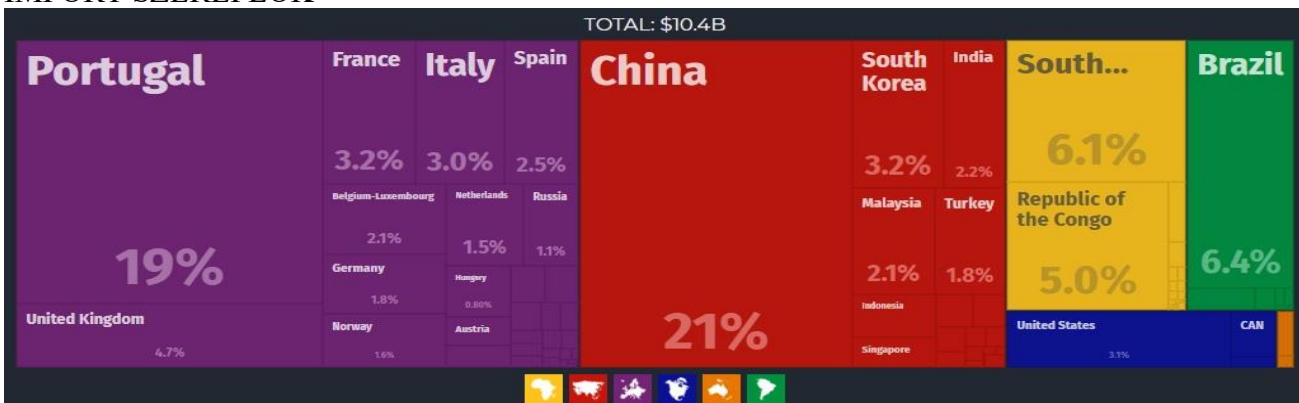 IMPORT SZEREPLŐK
TOTAL: $10.4B
Portugal
19%
United Kingdom
4.7%
France
3.2%
Italy
3.0%
Spain
2.5%
Belgium-Luxembourg
2.1%
Germany
1.8%
Norway
1.6%
Netherlands
1.5%
Russia
1.1%
Hungary
0.80%
Austria
China
21%
South
Korea
3.2%
India
2.2%
Malaysia
2.1%
Turkey
1.8%
Indonesia
Singapore
South...
6.1%
Republic of
the Congo
5.0%
Brazil
6.4%
United States
3.1%
CAN